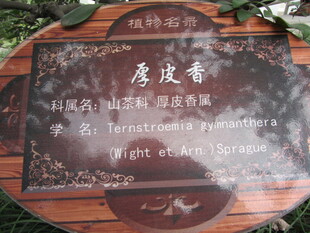 植物名录
厚皮香
科属名：山茶科 厚皮香属
学 名：Ternstroemia gymnanthera
(Wight et Arn.)Sprague